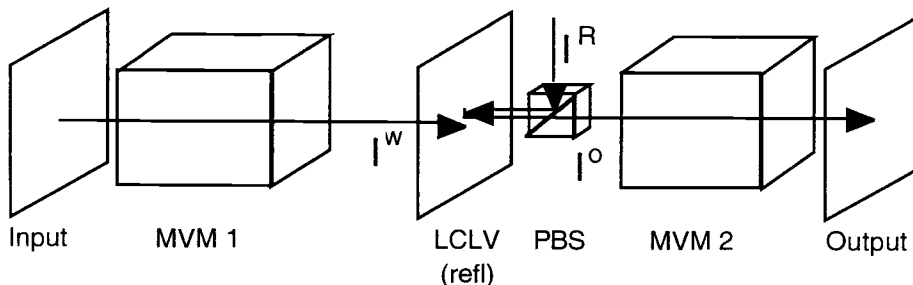 I^R
I^W
I^O
Input
MVM 1
LCLV
(refl)
PBS
MVM 2
Output